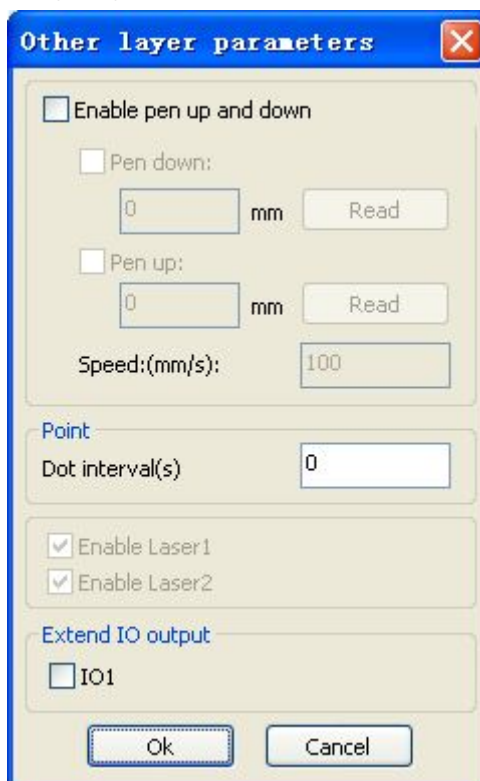 Other layer parameters
Enable pen up and down
Pen down:
0 mm Read
Pen up:
0 mm Read
Speed:(mm/s): 100
Point
Dot interval(s) 0
Enable Laser1
Enable Laser2
Extend IO output
IO1
Ok Cancel